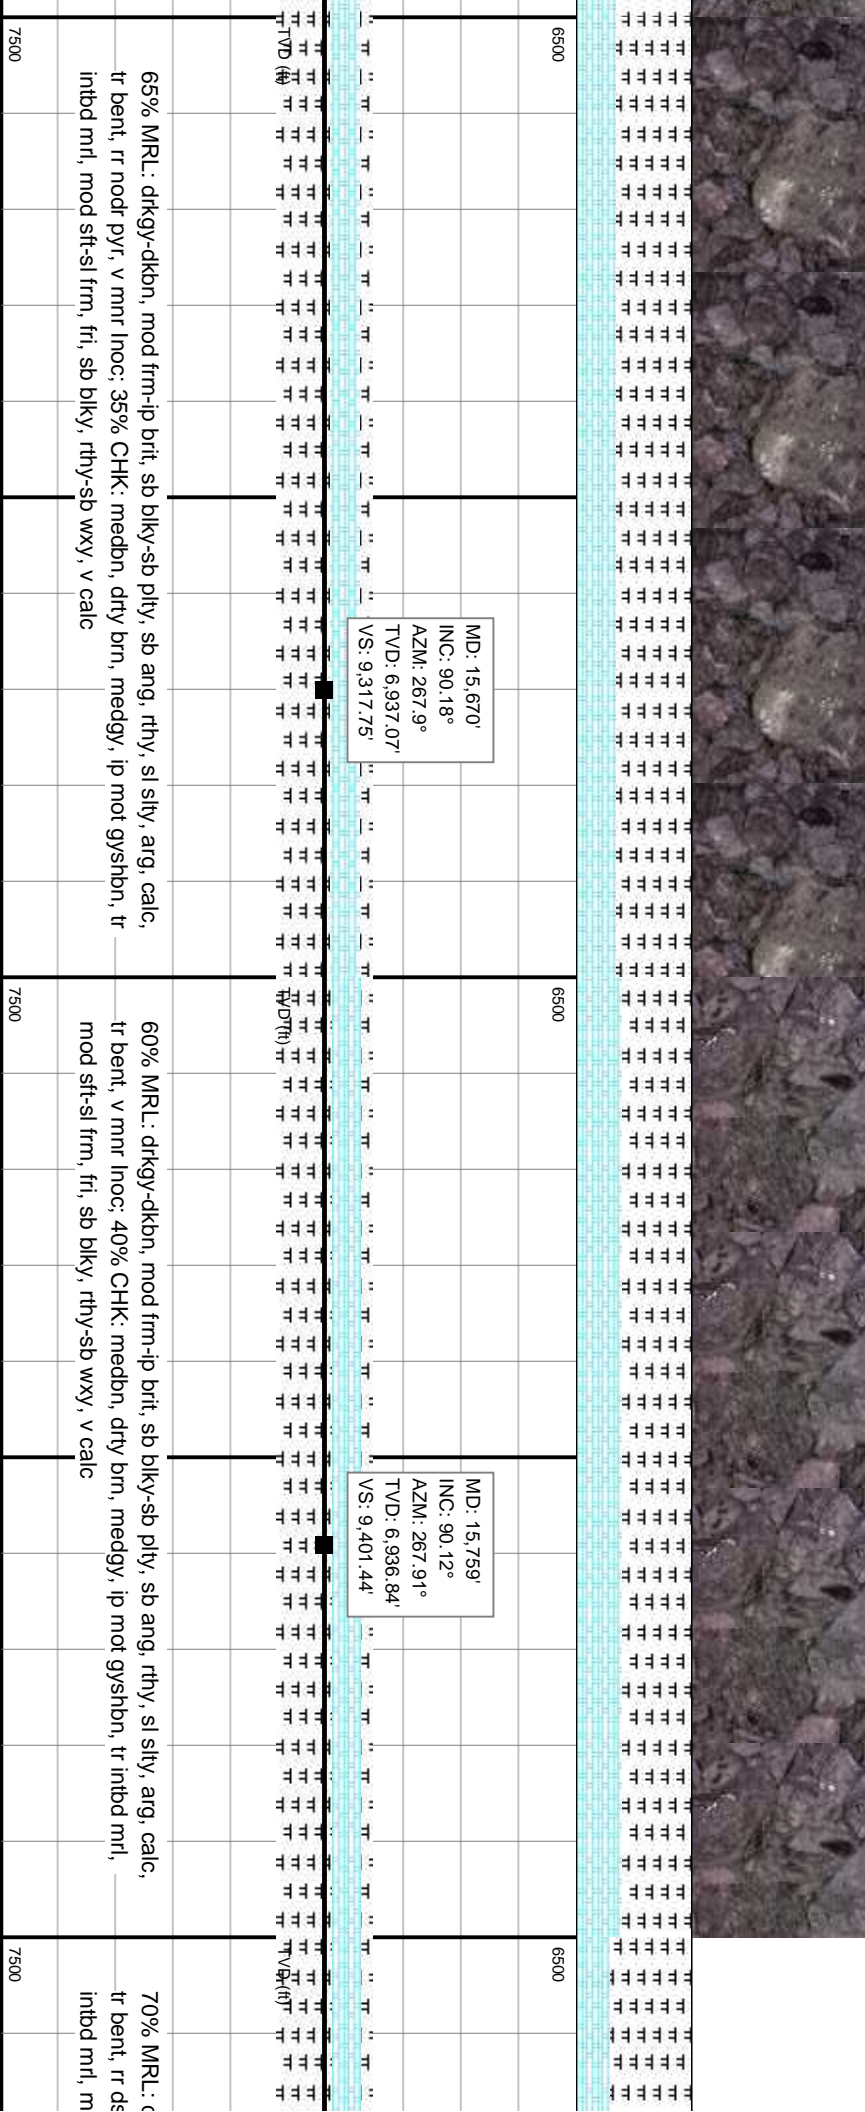 6500
TVD (ft)
7500
65% MRL: drkgy-dkbn, mod frm-ip brit, sb blky-sb plty, sb ang, rthy, sl slty, arg, calc,
tr bent, rr nodr pyr, v mnr Inoc; 35% CHK: medbn, drty brn, medgy, ip mot gyshbn, tr
intbd mrl, mod sft-sl frm, fri, sb blky, rthy-sb wxy, v calc
MD: 15,670'
INC: 90.18°
AZM: 267.9°
TVD: 6,937.07'
VS: 9,317.75'
6500
TVD (ft)
7500
60% MRL: drkgy-dkbn, mod frm-ip brit, sb blky-sb plty, sb ang, rthy, sl slty, arg, calc,
tr bent, v mnr Inoc; 40% CHK: medbn, drty brn, medgy, ip mot gyshbn, tr intbd mrl,
mod sft-sl frm, fri, sb blky, rthy-sb wxy, v calc
MD: 15,759'
INC: 90.12°
AZM: 267.91°
TVD: 6,936.84'
VS: 9,401.44'
6500
TVD (ft)
7500
70% MRL:
tr bent, rr
intbd mrl,